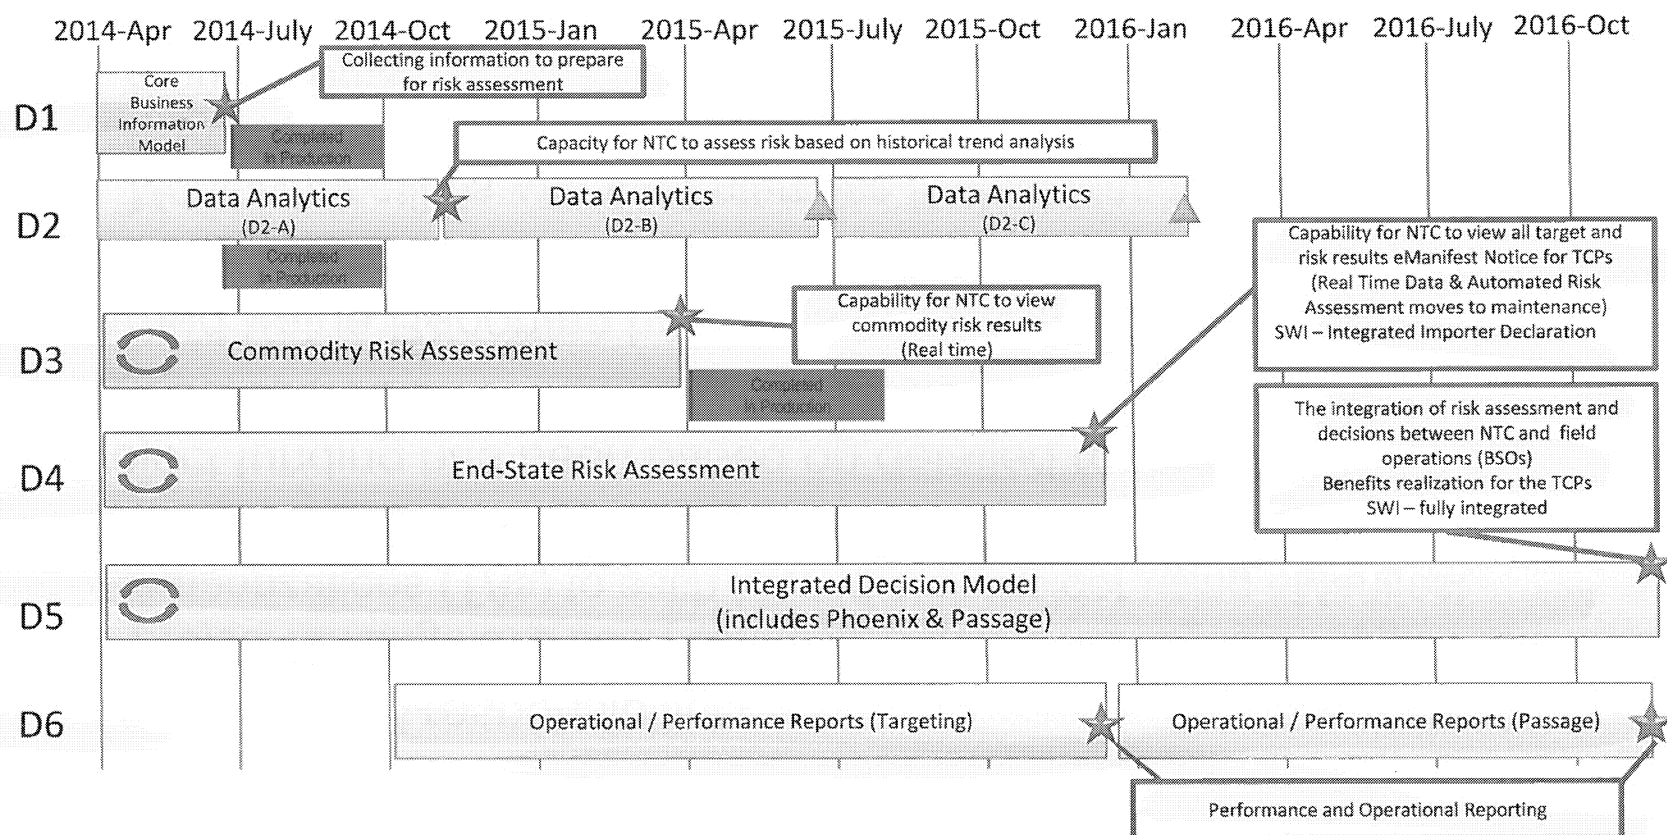 2014-Apr 2014-July 2014-Oct 2015-Jan 2015-Apr 2015-July 2015-Oct 2016-Jan 2016-Apr 2016-July 2016-Oct
D1
Core
Business
Information
Model
Collecting information to prepare
for risk assessment
Completed
In Production
Capacity for NTC to assess risk based on historical trend analysis
D2
Data Analytics
(D2-A)
Data Analytics
(D2-B)
Data Analytics
(D2-C)
Completed
In Production
Capability for NTC to view all target and
risk results eManifest Notice for TCPs
(Real Time Data & Automated Risk
Assessment moves to maintenance)
SWI – Integrated Importer Declaration
D3
Commodity Risk Assessment
Capability for NTC to view
commodity risk results
(Real time)
Completed
In Production
The integration of risk assessment and
decisions between NTC and field
operations (BSOs)
Benefits realization for the TCPs
SWI – fully integrated
D4
End-State Risk Assessment
D5
Integrated Decision Model
(includes Phoenix & Passage)
D6
Operational / Performance Reports (Targeting)
Operational / Performance Reports (Passage)
Performance and Operational Reporting